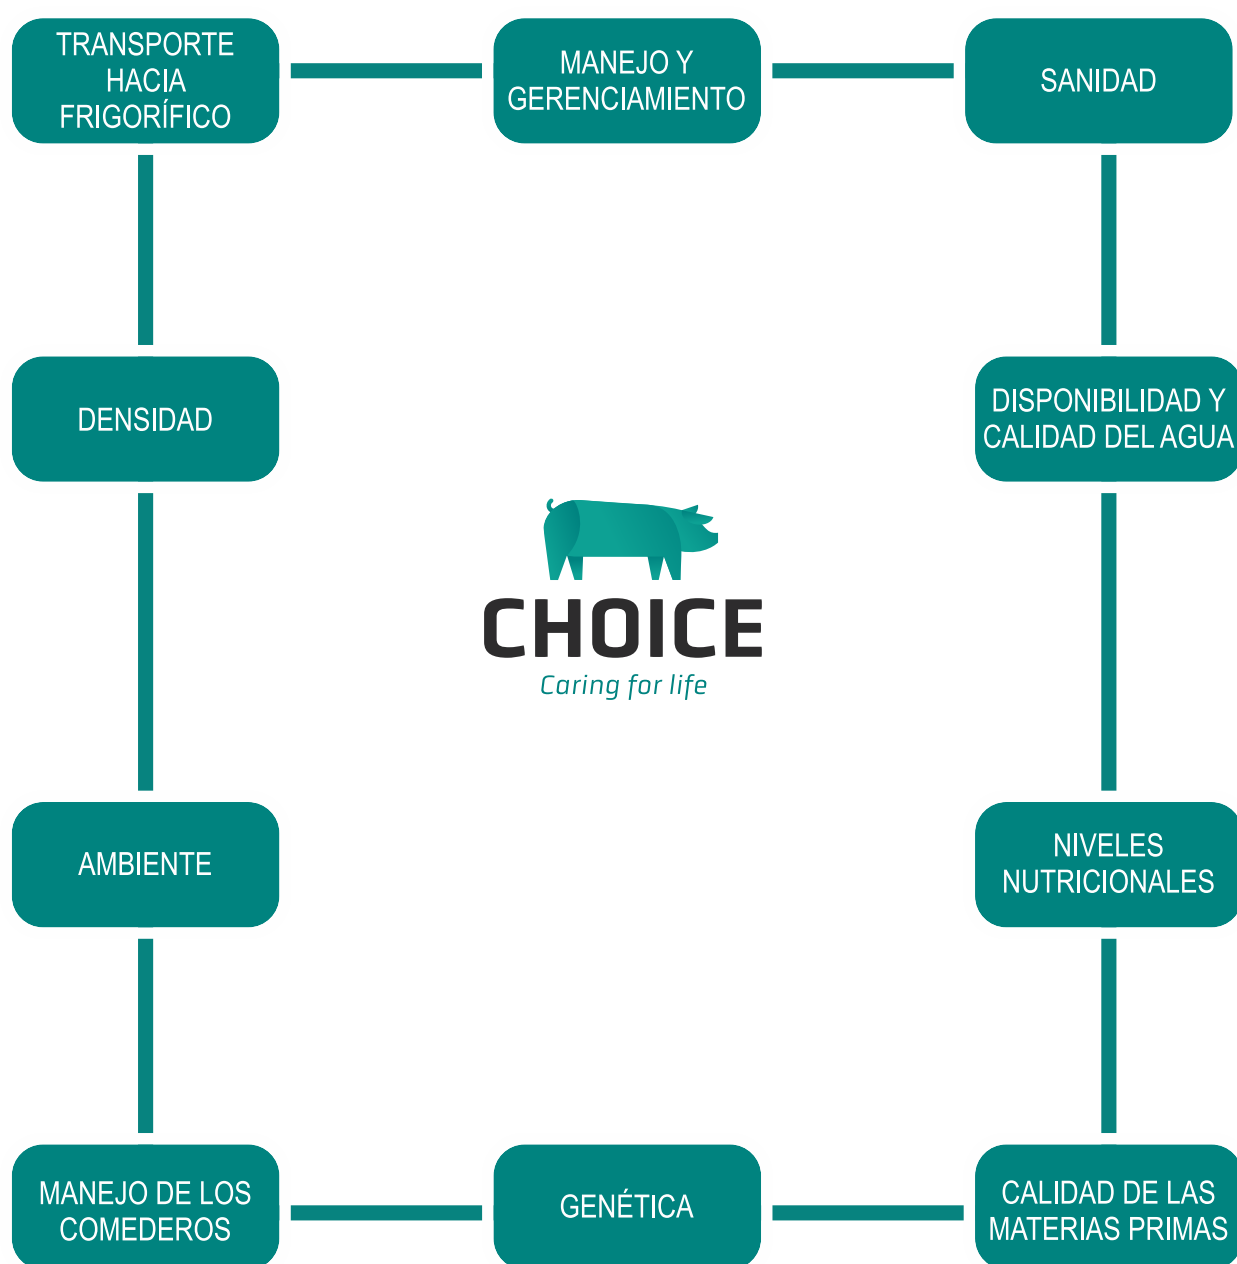 TRANSPORTE
HACIA
FRIGORÍFICO
MANEJO Y
GERENCIAMIENTO
SANIDAD
DENSIDAD
DISPONIBILIDAD Y
CALIDAD DEL AGUA
CHOICE
Caring for life
AMBIENTE
NIVELES
NUTRICIONALES
MANEJO DE LOS
COMEDEROS
GENÉTICA
CALIDAD DE LAS
MATERIAS PRIMAS